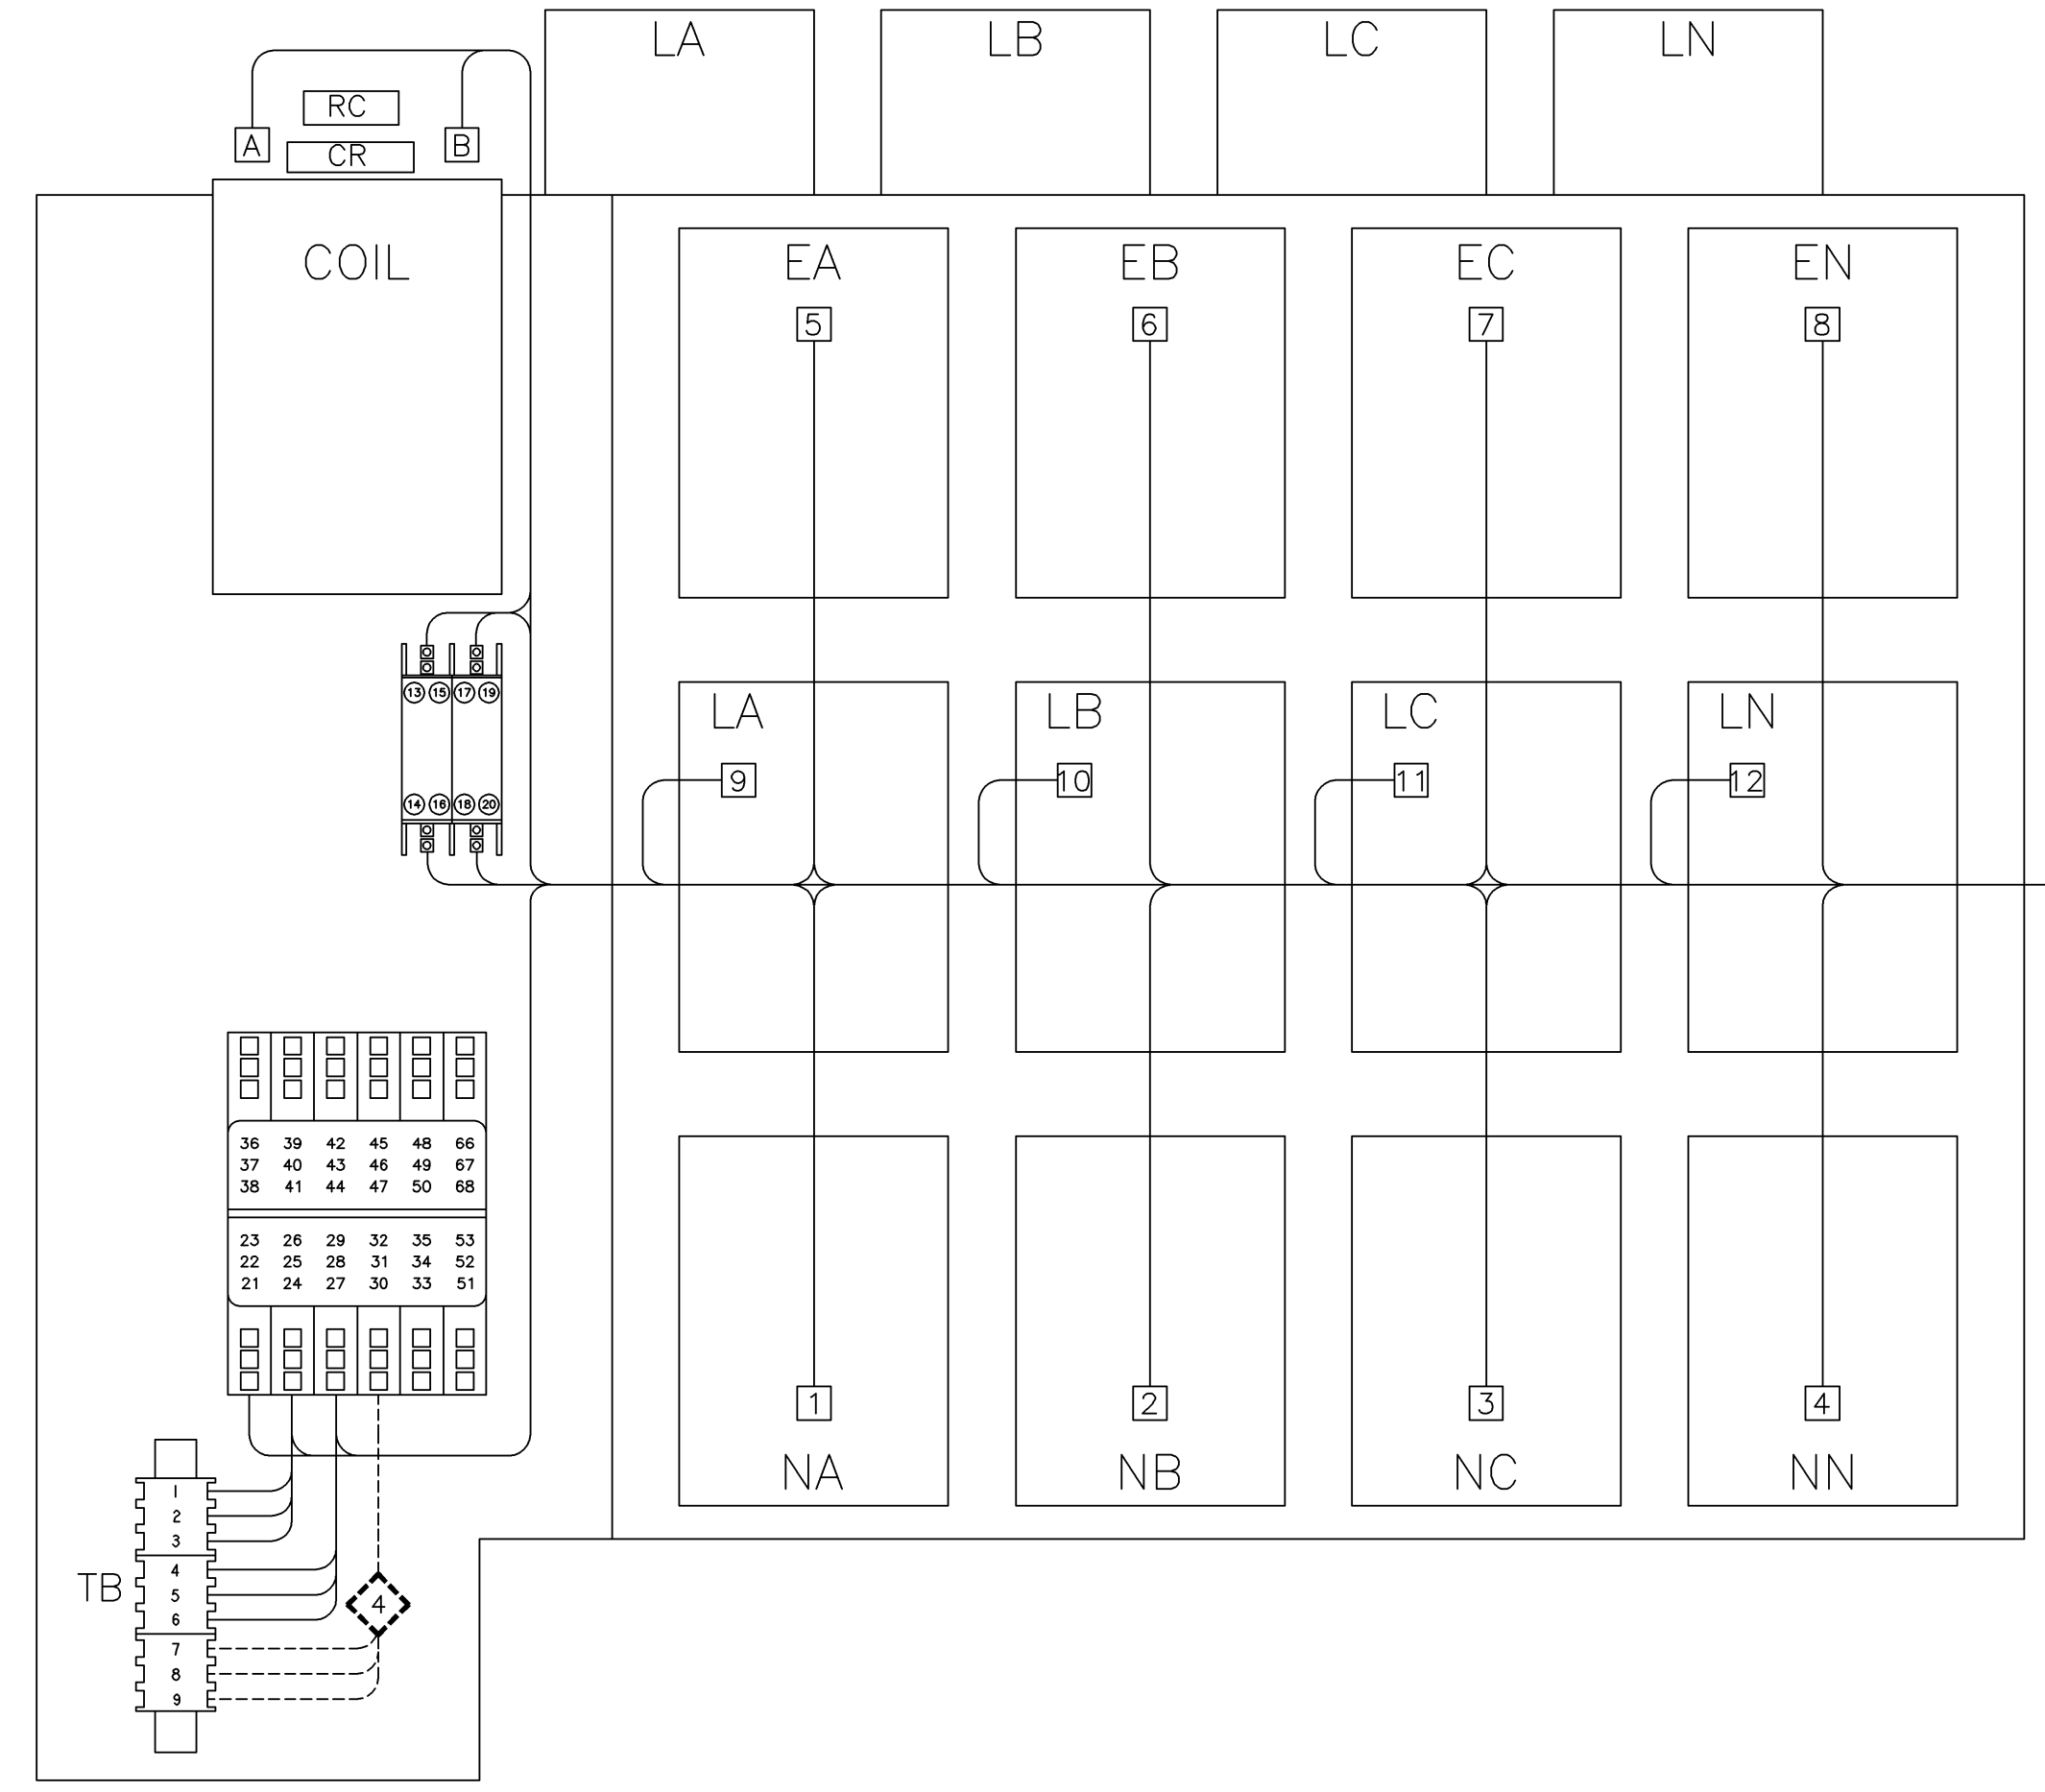 LA LB LC LN
RC
A B
CR
COIL
EA EB EC EN
5 6 7 8
13 15 17 19
LA LB LC LN
9 10 11 12
14 16 18 20
36 39 42 45 48 66
37 40 43 46 49 67
38 41 44 47 50 68
23 26 29 32 35 53
22 25 28 31 34 52
21 24 27 30 33 51
1 2 3 4
NA NB NC NN
1
2
3
4
TB
5
4
6
7
8
9